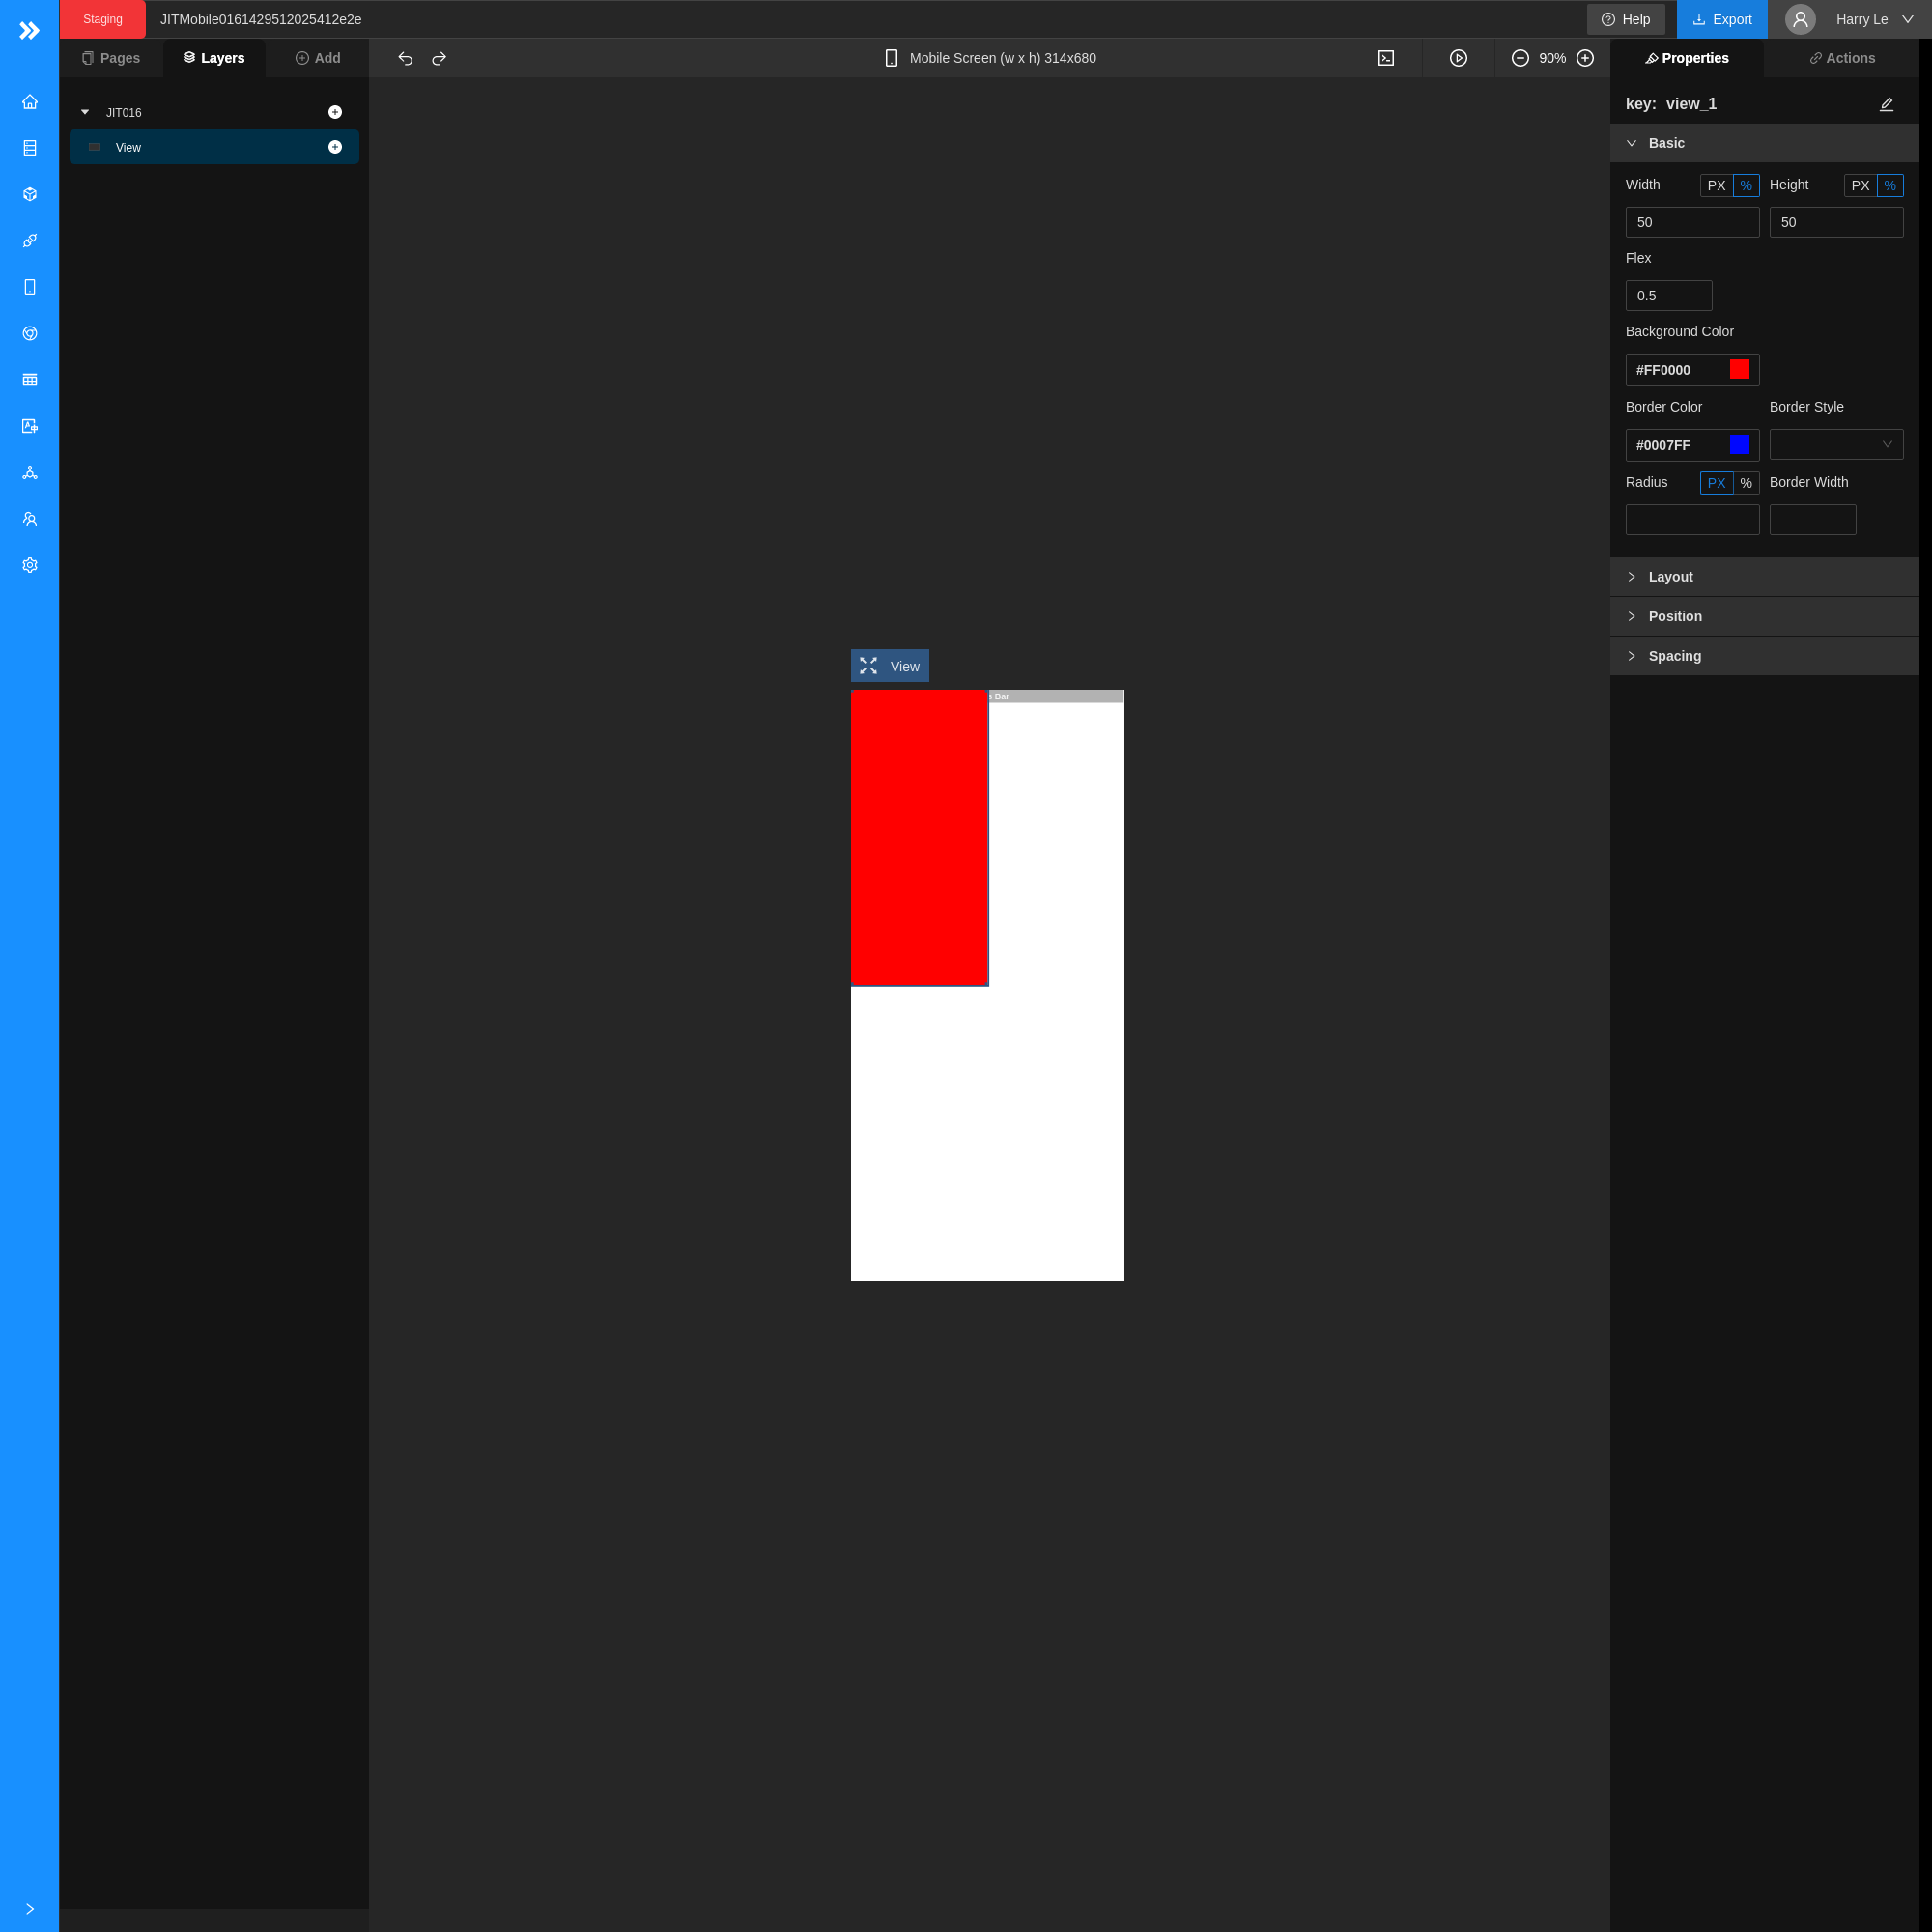 Staging
JITMobile0161429512025412e2e
Help
Export
Harry Le
Pages
Layers
Add
Mobile Screen (w x h) 314x680
90%
Properties
Actions
JIT016
View
key: view_1
Basic
Width
PX
%
Height
PX
%
50
50
Flex
0.5
Background Color
#FF0000
Border Color
Border Style
#0007FF
Radius
PX
%
Border Width
Layout
Position
Spacing
View
Bar